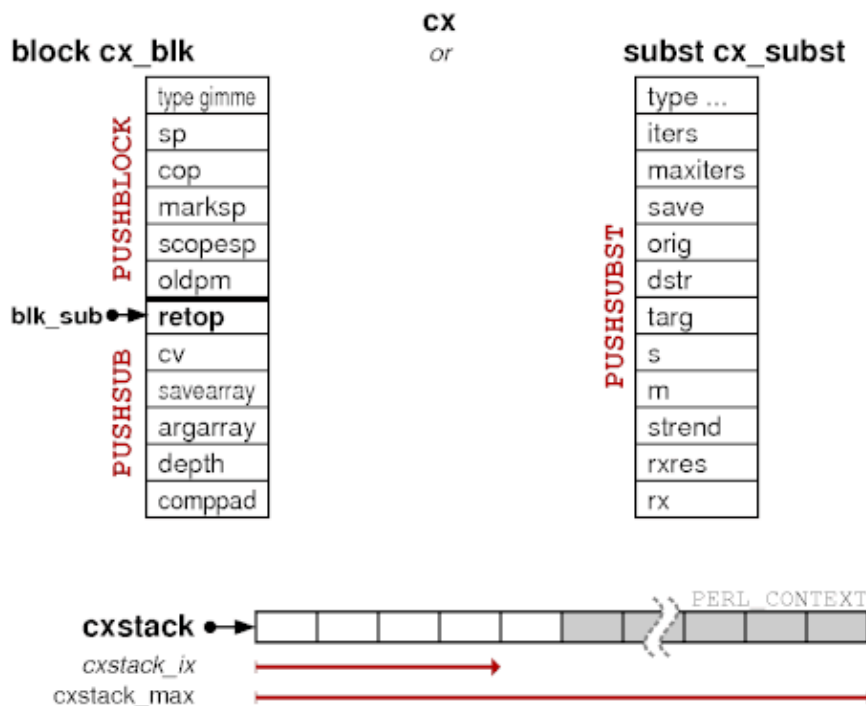 cx
or
block cx_blk
subst cx_subst
PUSHBLOCK
type gimme
sp
cop
marksp
scopesp
oldpm
blk_sub
retop
PUSHSUB
cv
savearray
argarray
depth
comppad
PUSHSUBST
type ...
iters
maxiters
save
orig
dstr
targ
s
m
strend
rxres
rx
PERL_CONTEXT
cxstack
cxstack_ix
cxstack_max